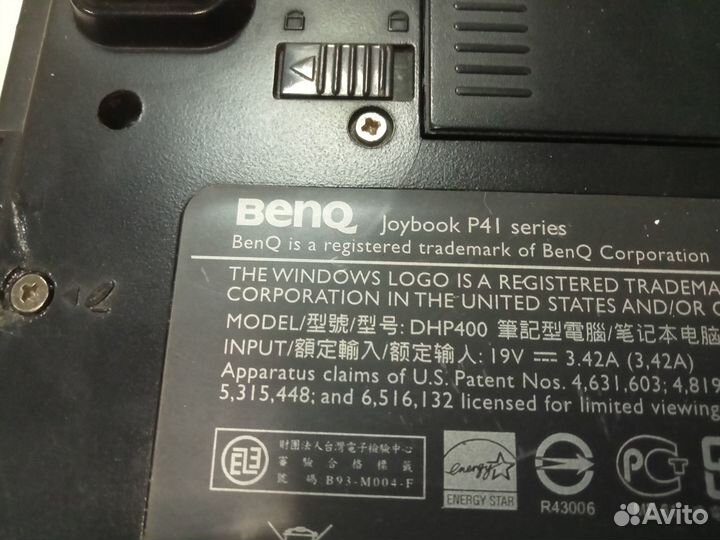 BenQ Joybook P41 series
BenQ is a registered trademark of BenQ Corporation
THE WINDOWS LOGO IS A REGISTERED TRADEMA
CORPORATION IN THE UNITED STATES AND/OR C
MODEL/型號/型号: DHP400 筆記型電腦/笔记本电脑
INPUT/額定輸入/额定输入: 19V ⎓ 3.42A (3,42A)
Apparatus claims of U.S. Patent Nos. 4,631,603; 4,819
5,315,448; and 6,516,132 licensed for limited viewing
財團法人台灣電子檢驗中心
審驗合格標籤
號碼 B93-M004-F
energy
ENERGY STAR
R43006
Avito